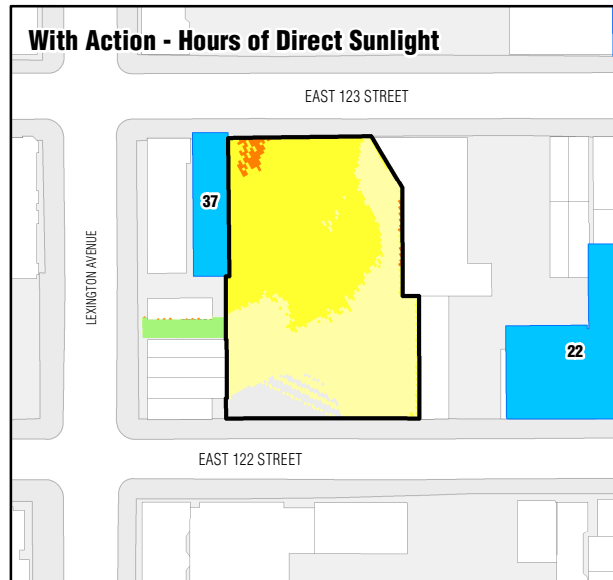 With Action - Hours of Direct Sunlight
EAST 123 STREET
37
LEXINGTON AVENUE
22
EAST 122 STREET